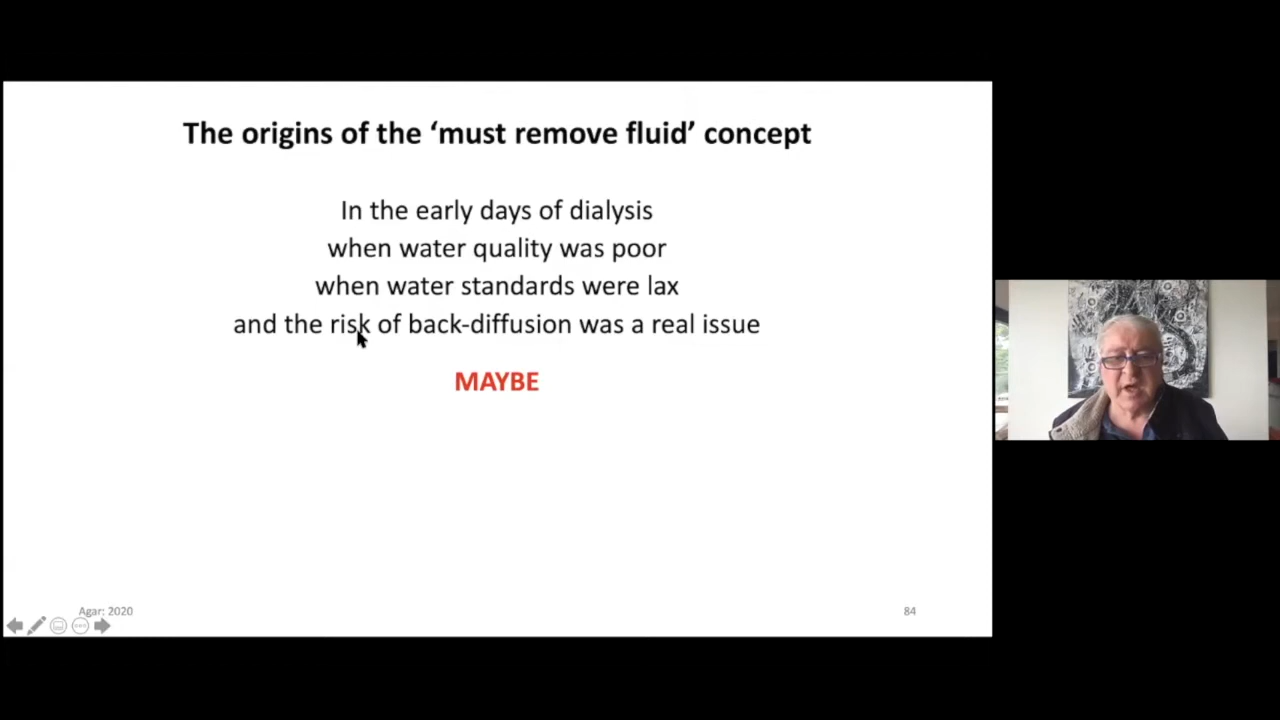 The origins of the ‘must remove fluid’ concept
In the early days of dialysis
when water quality was poor
when water standards were lax
and the risk of back-diffusion was a real issue
MAYBE
Agar: 2020
84